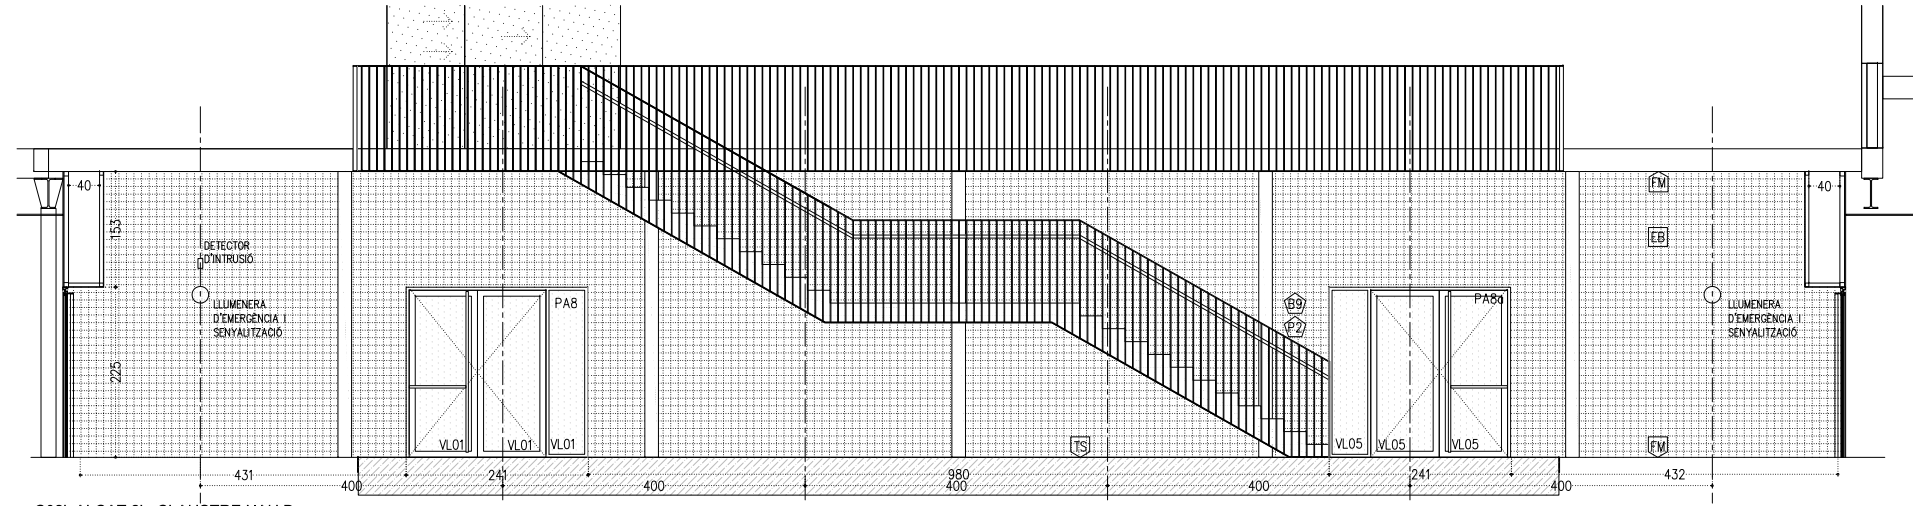 40
153
DETECTOR
D'INTRUSIÓ
LLUMENERA
D'EMERGÈNCIA I
SENYALITZACIÓ
225
PA8
VL01
VL01
VL01
B9
P2
TS
PA8d
VL05
VL05
VL05
FM
EB
40
LLUMENERA
D'EMERGÈNCIA I
SENYALITZACIÓ
FM
431
241
980
241
432
400
400
400
400
400